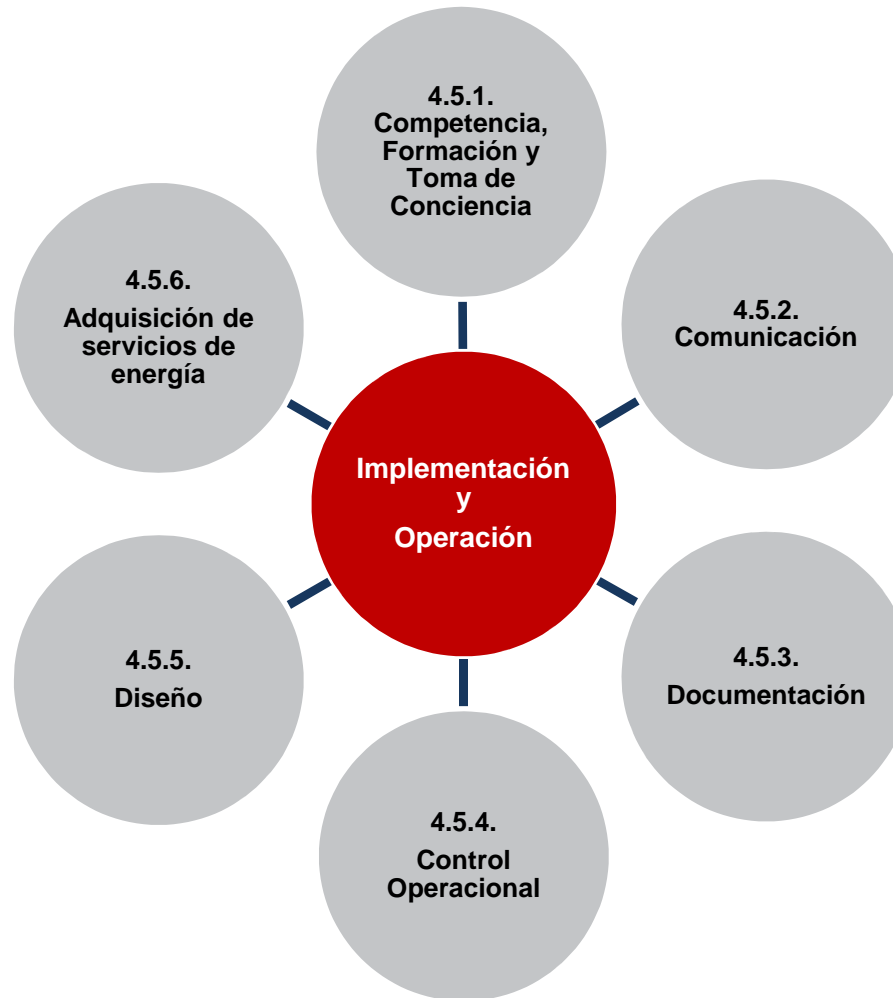 4.5.1.
Competencia,
Formación y
Toma de
Conciencia
4.5.2.
Comunicación
4.5.3.
Documentación
4.5.4.
Control
Operacional
4.5.5.
Diseño
4.5.6.
Adquisición de
servicios de
energía
Implementación
y
Operación